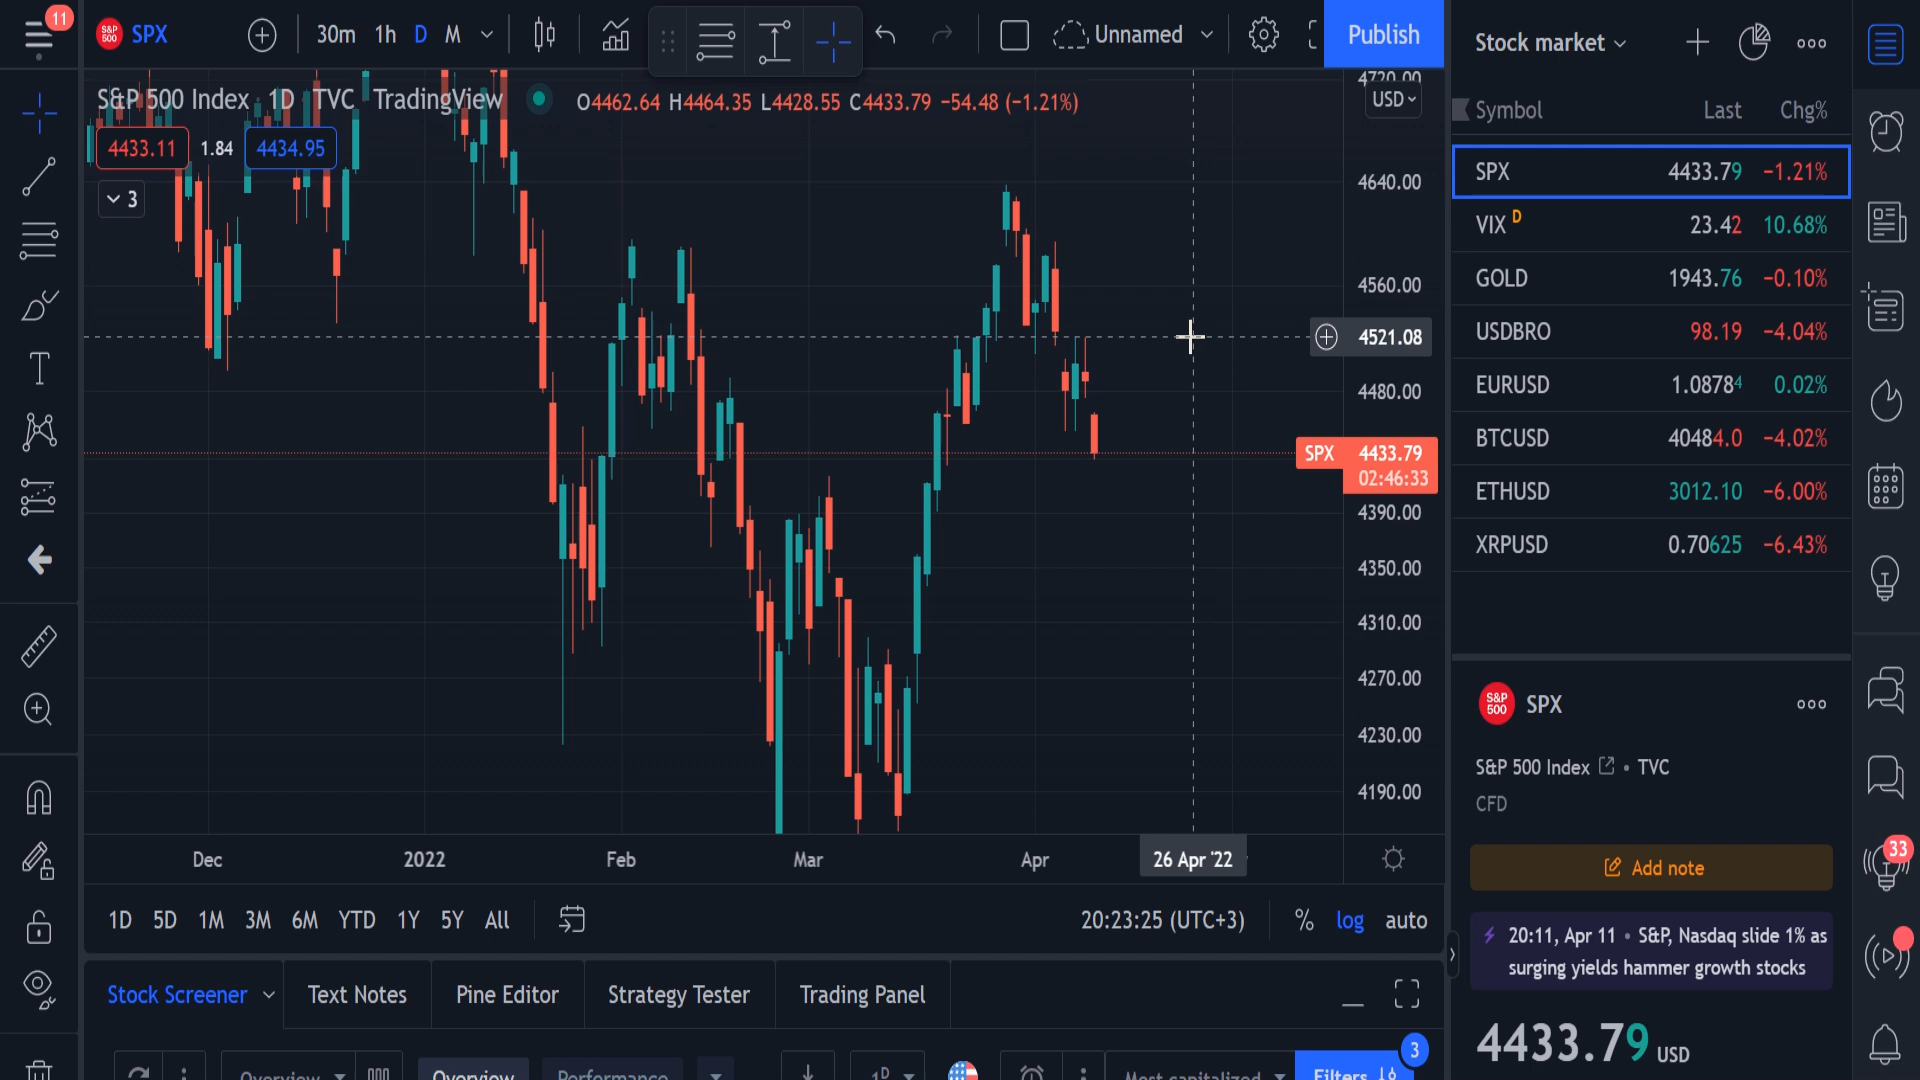 11
S&P 500 SPX 30m 1h D M Unnamed Publish
S&P 500 Index · 1D · TVC TradingView O4462.64 H4464.35 L4428.55 C4433.79 −54.48 (−1.21%)
4433.11 1.84 4434.95
3
4720.00
USD
4640.00
4560.00
4521.08
4480.00
SPX 4433.79
02:46:33
4390.00
4350.00
4310.00
4270.00
4230.00
4190.00
Dec 2022 Feb Mar Apr 26 Apr '22
1D 5D 1M 3M 6M YTD 1Y 5Y All 20:23:25 (UTC+3) % log auto
Stock Screener Text Notes Pine Editor Strategy Tester Trading Panel
Overview Overview Performance 1D Most capitalized Filters 3
Stock market
Symbol Last Chg%
SPX 4433.79 −1.21%
VIX D 23.42 10.68%
GOLD 1943.76 −0.10%
USDBRO 98.19 −4.04%
EURUSD 1.08784 0.02%
BTCUSD 40484.0 −4.02%
ETHUSD 3012.10 −6.00%
XRPUSD 0.70625 −6.43%
S&P 500 SPX
S&P 500 Index • TVC
CFD
Add note
20:11, Apr 11 • S&P, Nasdaq slide 1% as
surging yields hammer growth stocks
4433.79 USD
33